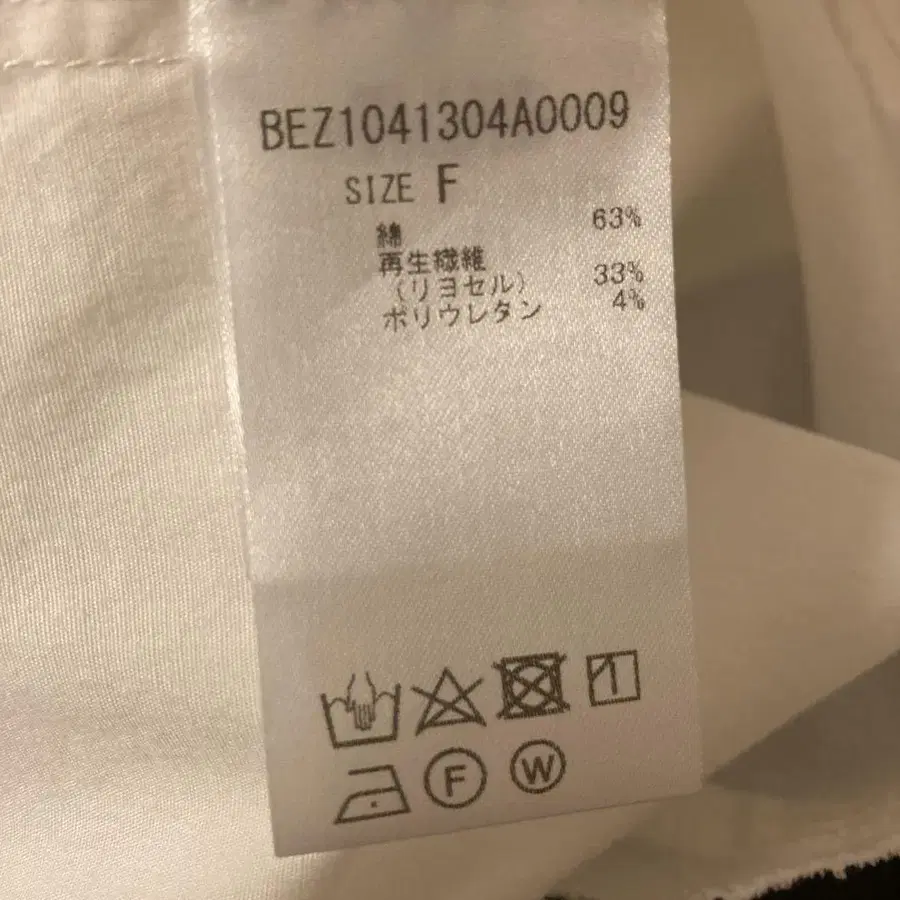 BEZ1041304A0009
SIZE F
綿 63%
再生繊維
(リヨセル) 33%
ポリウレタン 4%
F W